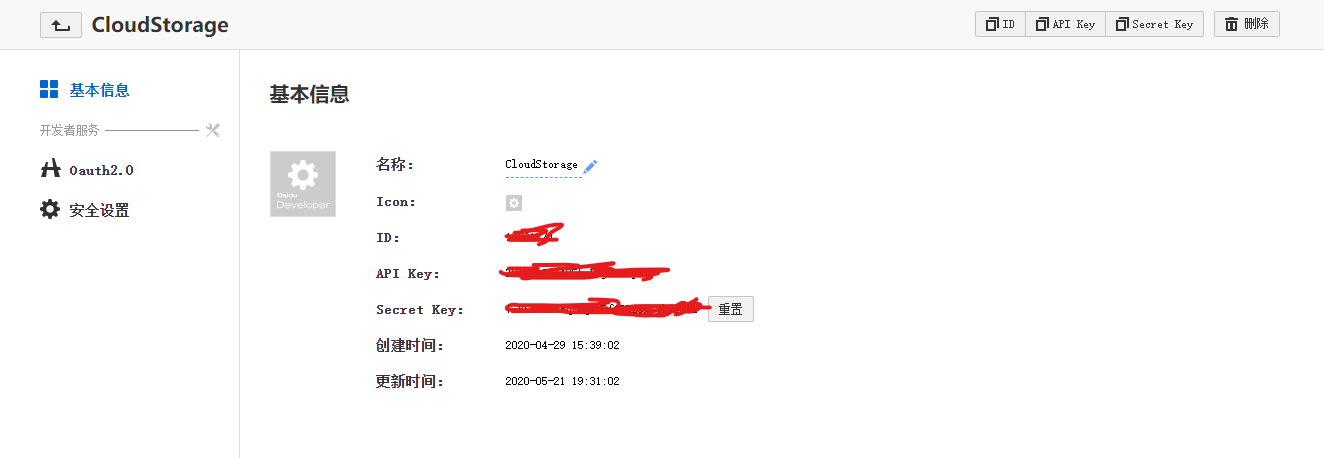 CloudStorage
ID
API Key
Secret Key
删除
基本信息
开发者服务
Oauth2.0
安全设置
基本信息
Baidu
Developer
名称:
CloudStorage
Icon:
ID:
API Key:
Secret Key:
重置
创建时间:
2020-04-29 15:39:02
更新时间:
2020-05-21 19:31:02